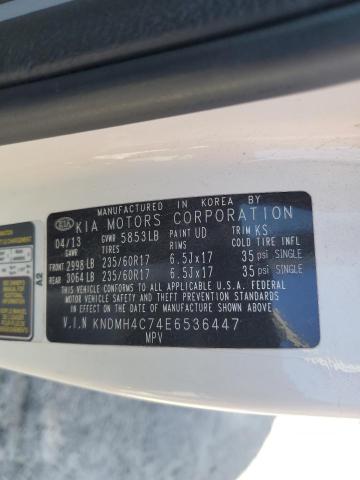 MANUFACTURED IN KOREA BY
KIA KIA MOTORS CORPORATION
04/13 GVWR 5853LB PAINT UD TRIM KS
GAWR TIRES RIMS COLD TIRE INFL
FRONT 2998 LB 235/60R17 6.5Jx17 35 psi SINGLE
REAR 3064 LB 235/60R17 6.5Jx17 35 psi SINGLE
THIS VEHICLE CONFORMS TO ALL APPLICABLE U.S.A. FEDERAL
MOTOR VEHICLE SAFETY AND THEFT PREVENTION STANDARDS
IN EFFECT ON THE DATE OF MANUFACTURE SHOWN ABOVE.
V.I.N KNDMH4C74E6536447
MPV
A2